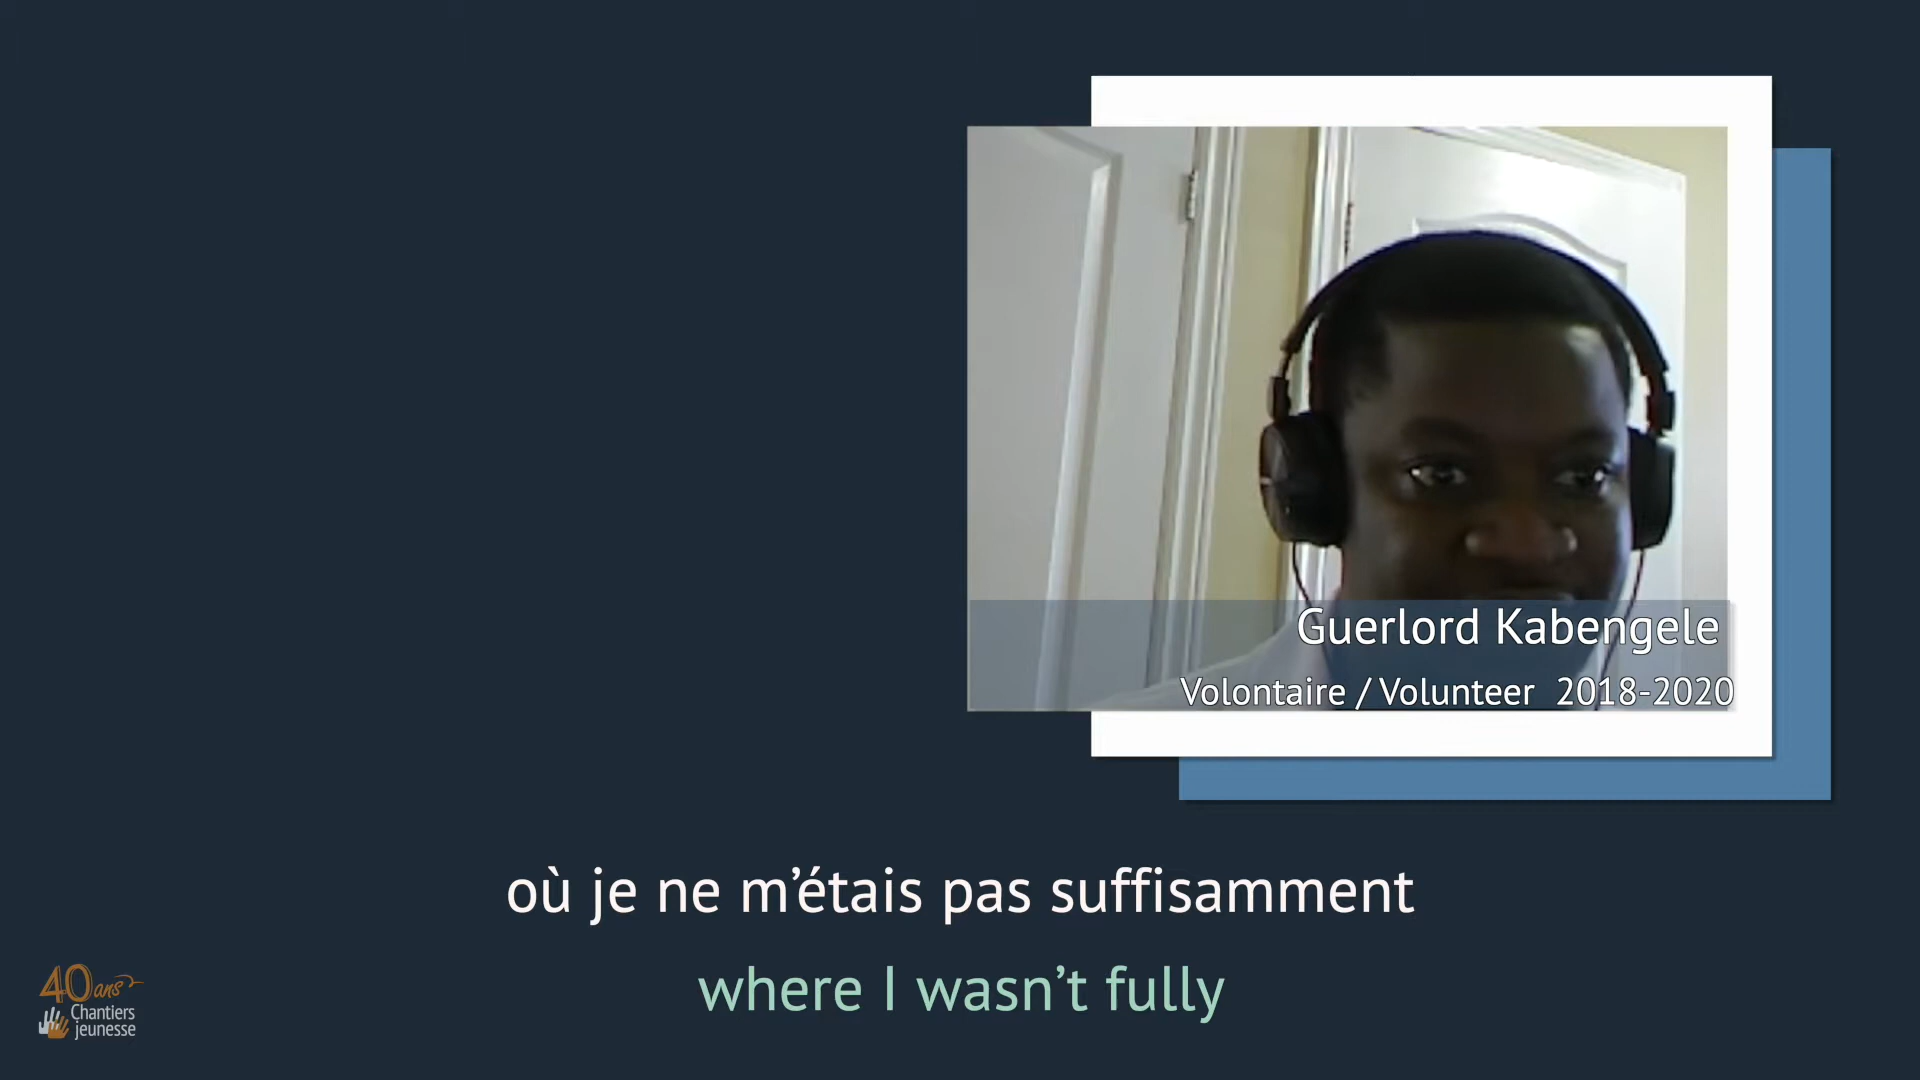 Guerlord Kabengele
Volontaire / Volunteer 2018-2020
où je ne m’étais pas suffisamment
where I wasn’t fully
40 ans
Chantiers
jeunesse